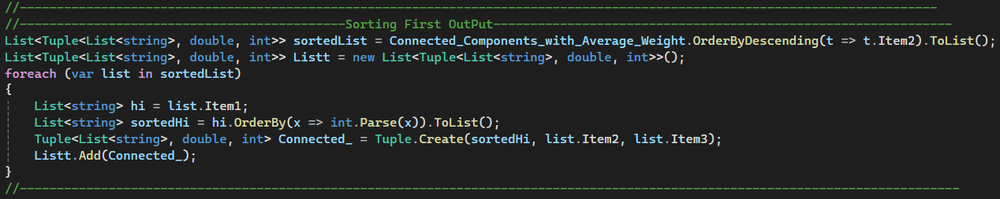 //----------------------------------------------------------------------------------------------------------------------------
//--------------------------------------------Sorting First OutPut--------------------------------------------------------------
List<Tuple<List<string>, double, int>> sortedList = Connected_Components_with_Average_Weight.OrderByDescending(t => t.Item2).ToList();
List<Tuple<List<string>, double, int>> Listt = new List<Tuple<List<string>, double, int>>();
foreach (var list in sortedList)
{
    List<string> hi = list.Item1;
    List<string> sortedHi = hi.OrderBy(x => int.Parse(x)).ToList();
    Tuple<List<string>, double, int> Connected_ = Tuple.Create(sortedHi, list.Item2, list.Item3);
    Listt.Add(Connected_);
}
//-------------------------------------------------------------------------------------------------------------------------------